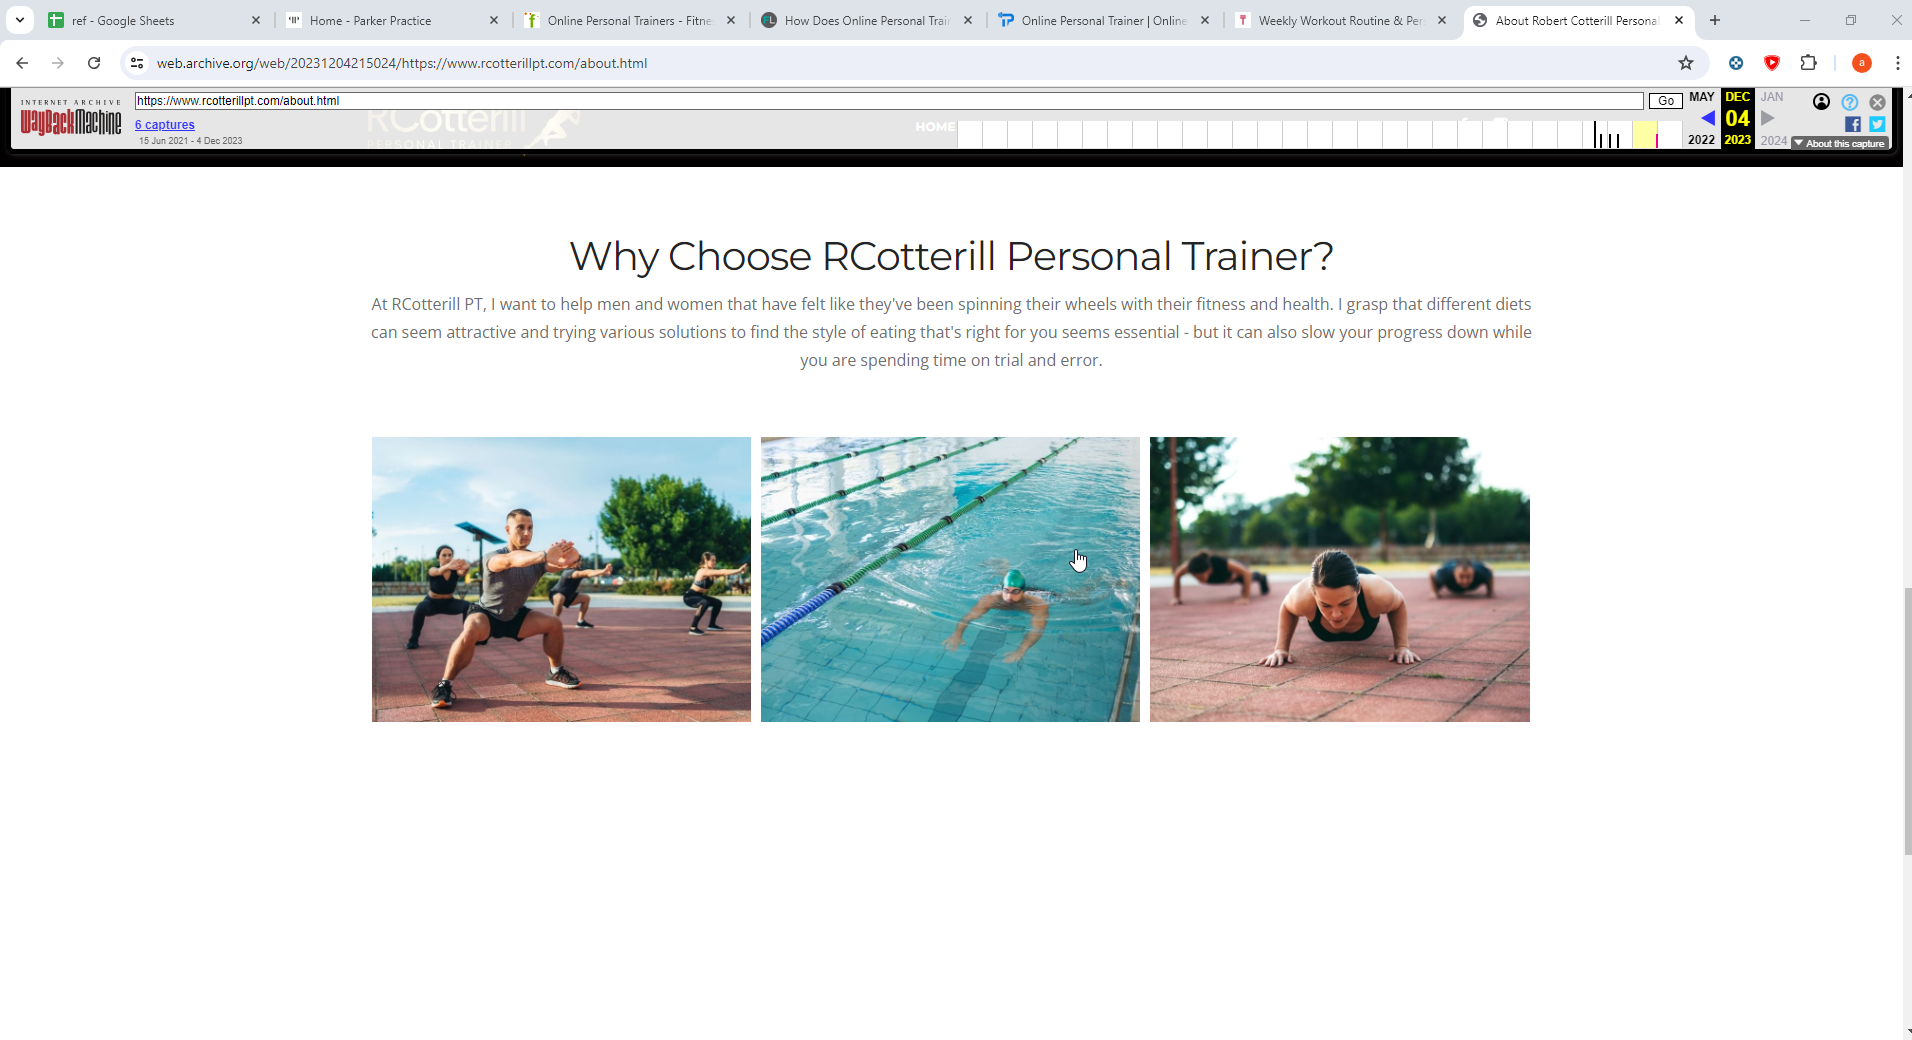 ref - Google Sheets
Home - Parker Practice
Online Personal Trainers - Fitne
How Does Online Personal Trai
Online Personal Trainer | Online
Weekly Workout Routine & Per
About Robert Cotterill Personal
web.archive.org/web/20231204215024/https://www.rcotterillpt.com/about.html
a
INTERNET ARCHIVE
WayBackMachine
https://www.rcotterillpt.com/about.html
Go
6 captures
15 Jun 2021 - 4 Dec 2023
RCotterill
PERSONAL TRAINER
HOME
MAY
DEC
JAN
04
2022
2023
2024
About this capture
Why Choose RCotterill Personal Trainer?
At RCotterill PT, I want to help men and women that have felt like they've been spinning their wheels with their fitness and health. I grasp that different diets
can seem attractive and trying various solutions to find the style of eating that's right for you seems essential - but it can also slow your progress down while
you are spending time on trial and error.